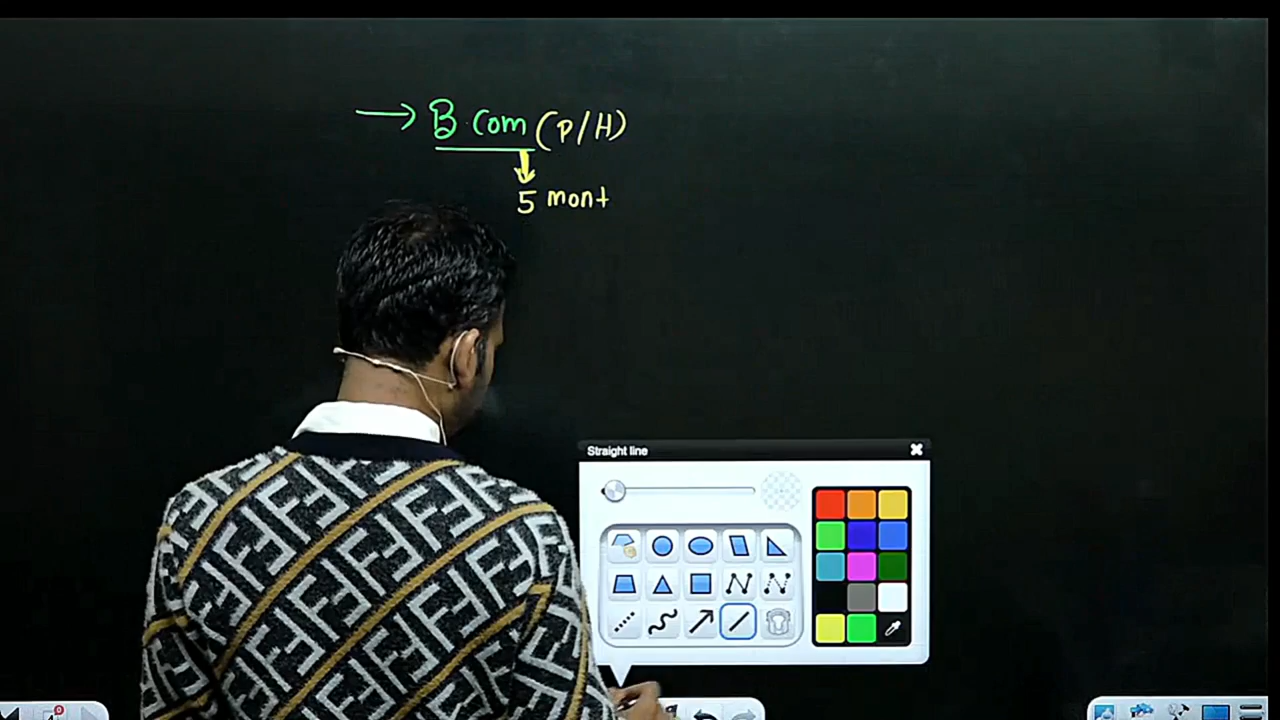 → B.com (P/H)
5 mont
Straight line